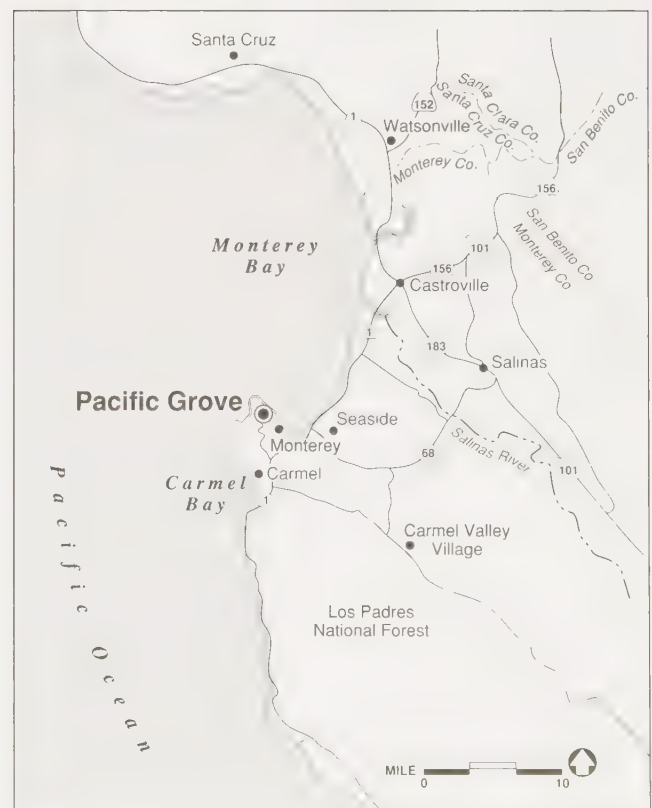 Santa Cruz
152
Santa Clara Co.
Santa Cruz Co.
San Benito Co.
1
Watsonville
Monterey Co.
156
San Benito Co
Monterey Co
101
Monterey
Bay
156
Castroville
1
183
Salinas
Pacific Grove
Seaside
Monterey
68
Salinas River
101
Carmel
Bay
Carmel
1
Carmel Valley
Village
Los Padres
National Forest
Pacific Ocean
MILE
0
10